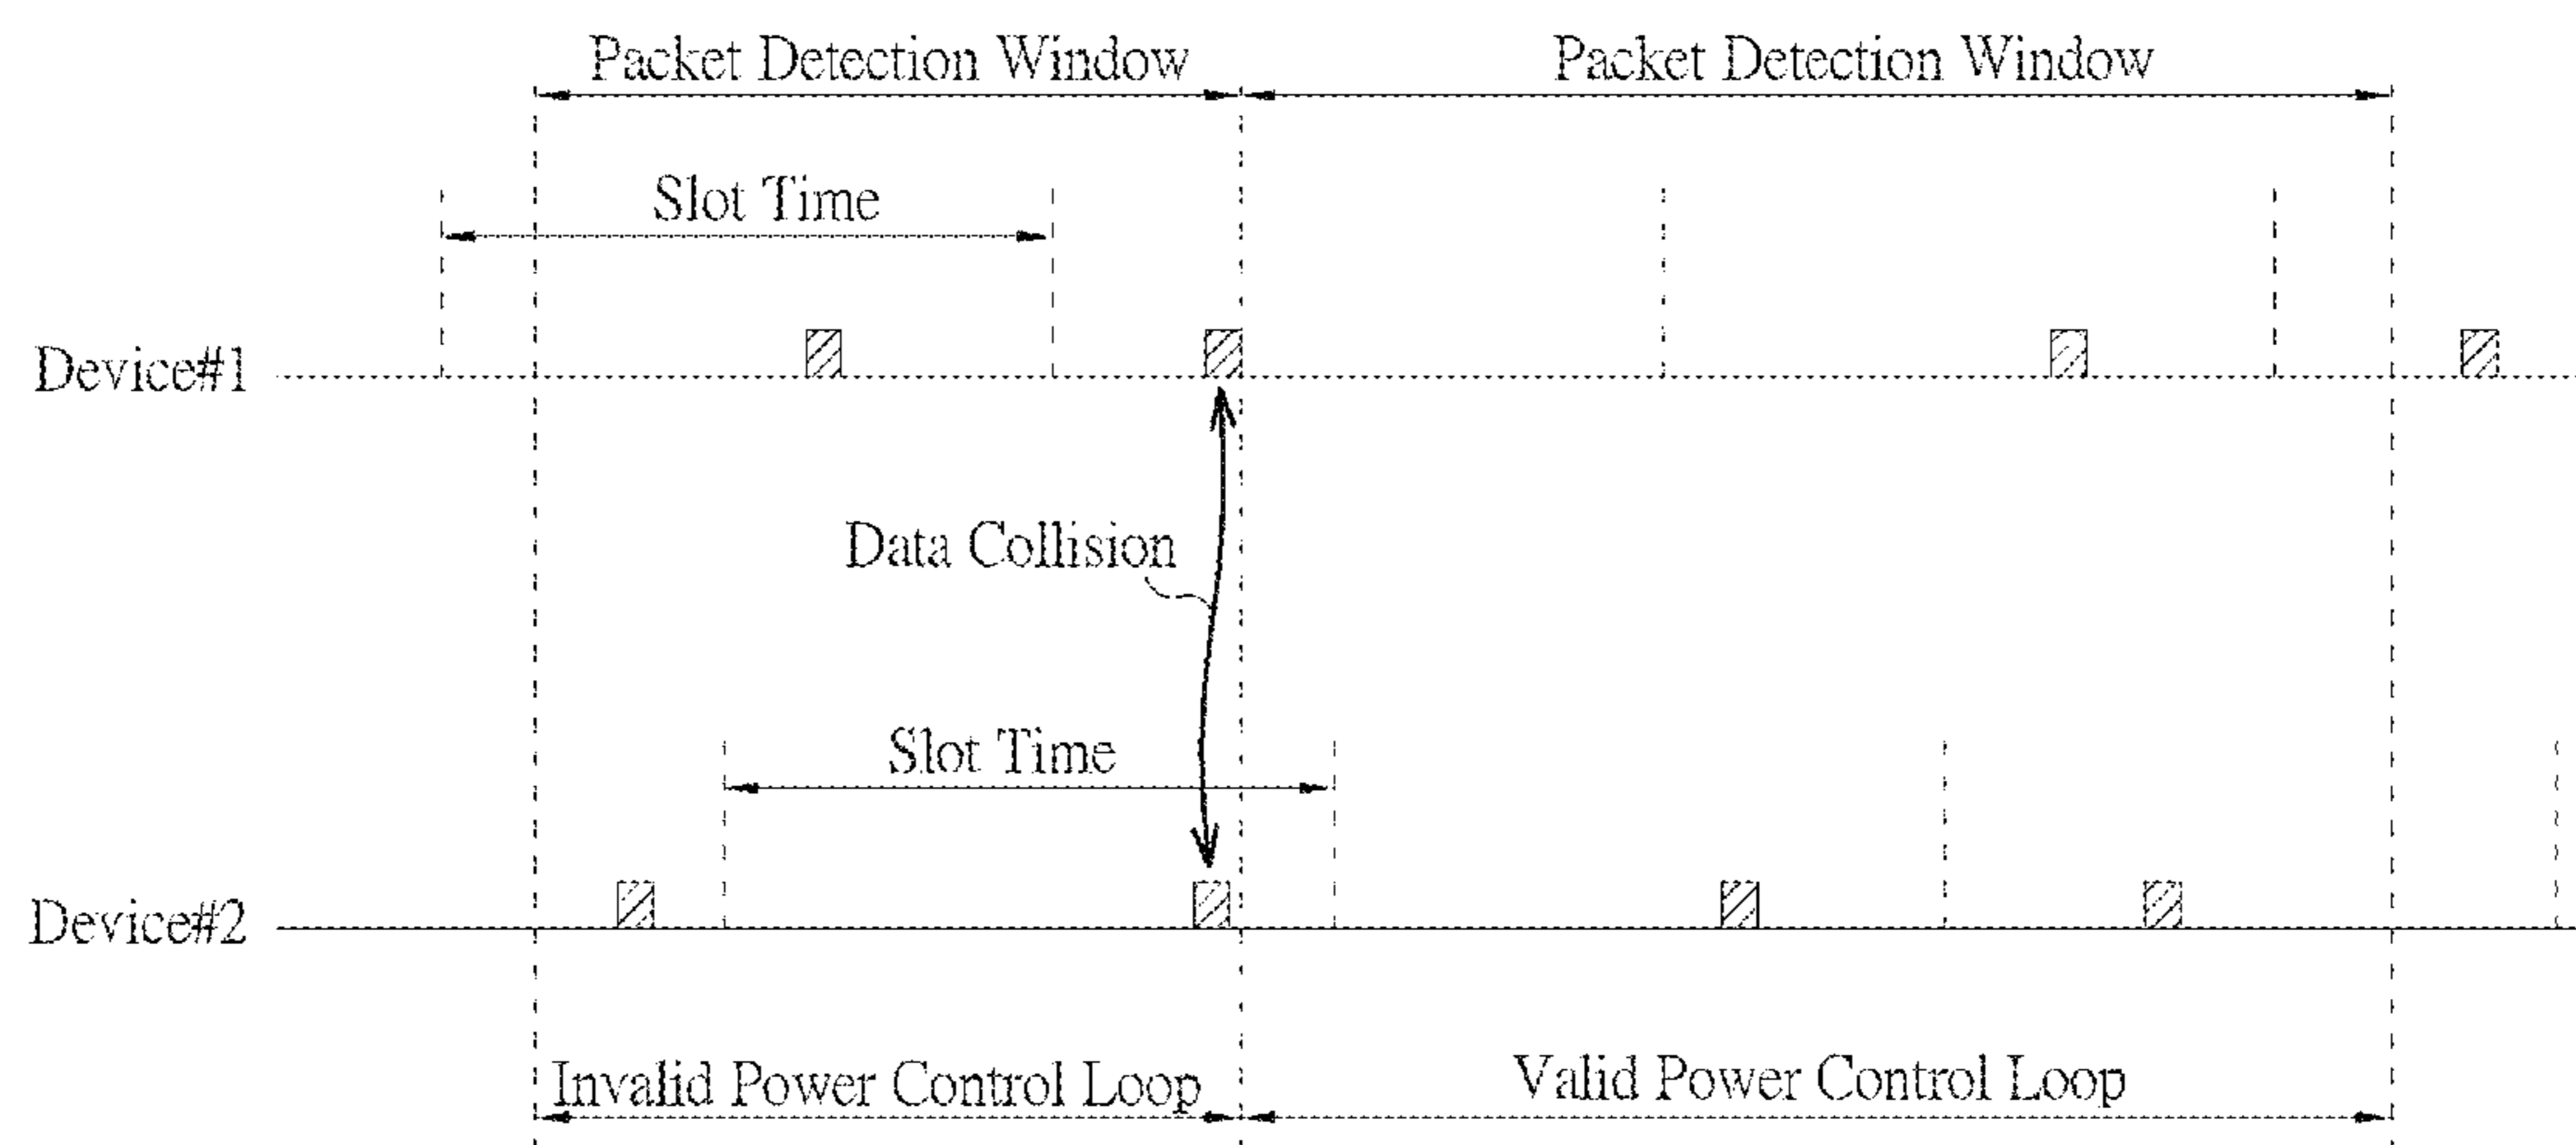 Packet Detection Window
Packet Detection Window
Slot Time
Device#1
Data Collision
Slot Time
Device#2
Invalid Power Control Loop
Valid Power Control Loop